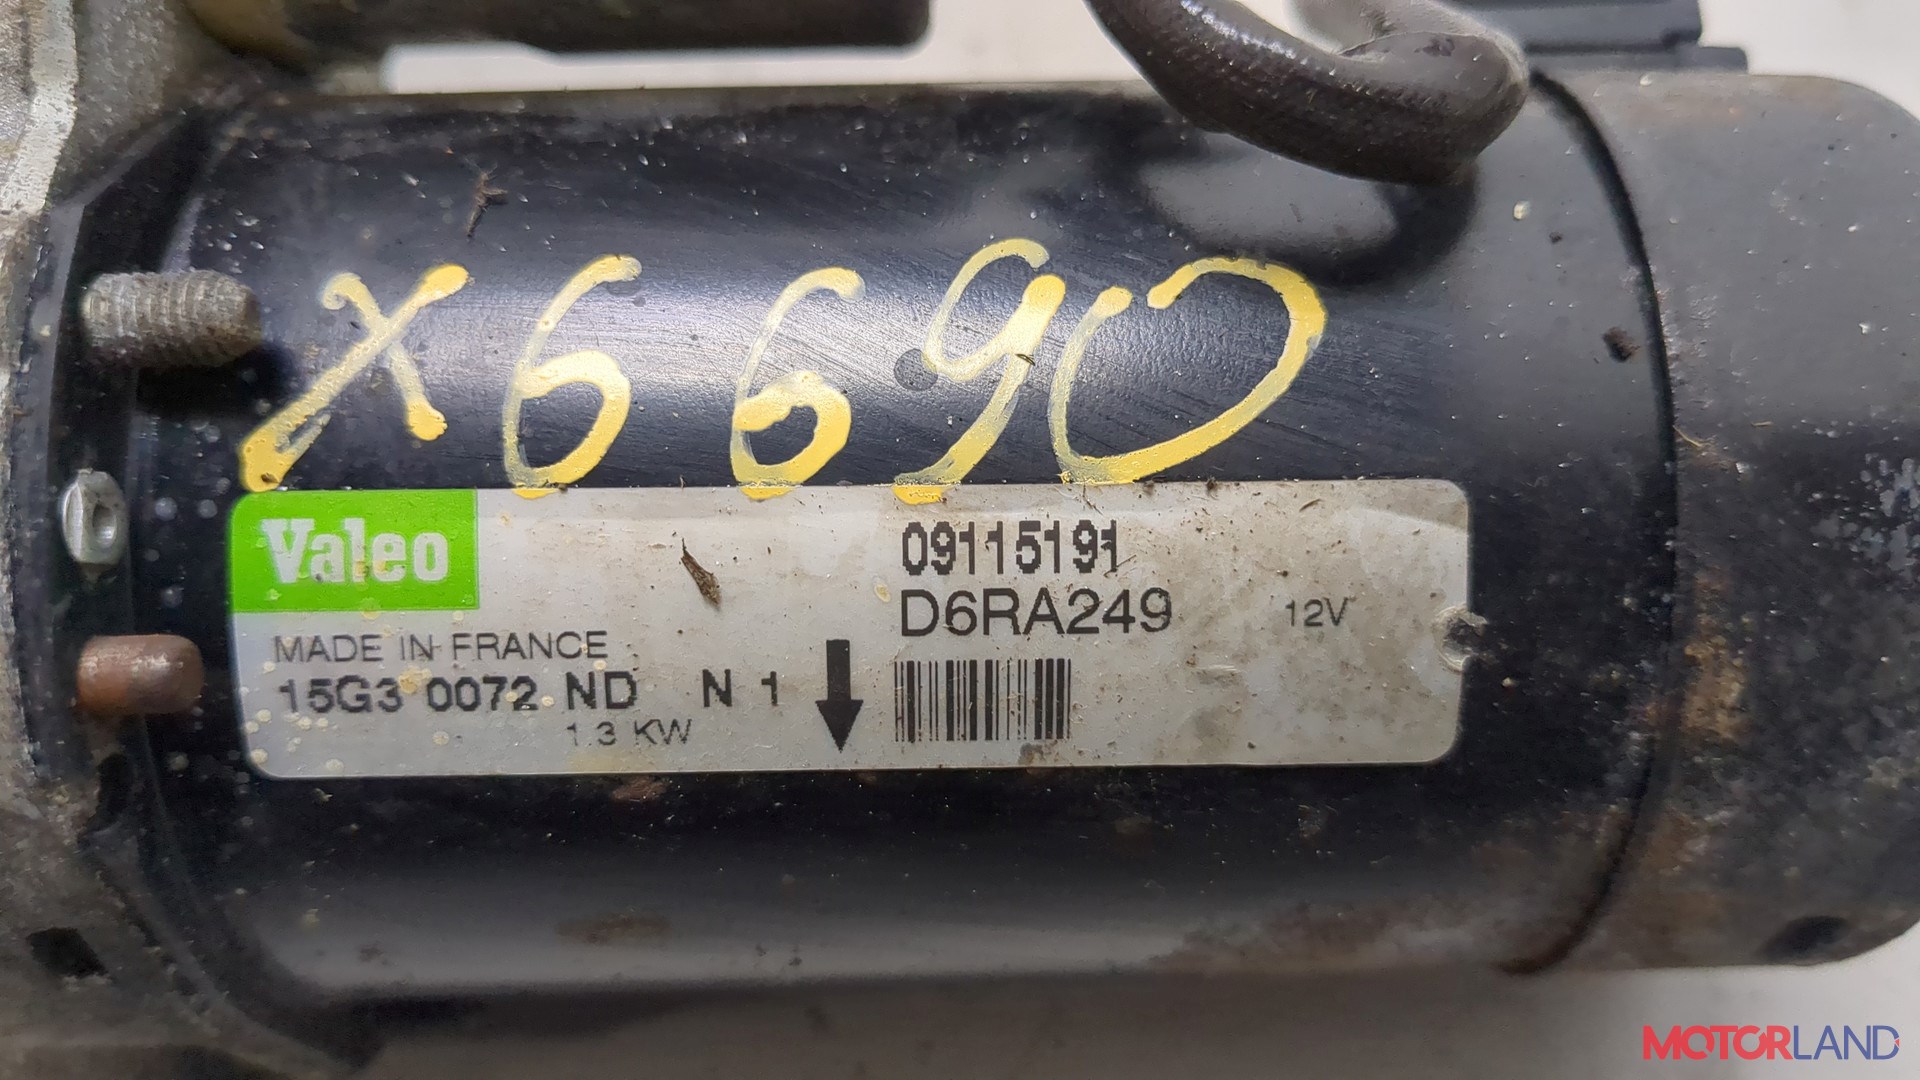 X6690
Valeo
09115191
D6RA249
12V
MADE IN FRANCE
15G3 0072 ND N 1
1.3 KW
MOTORLAND